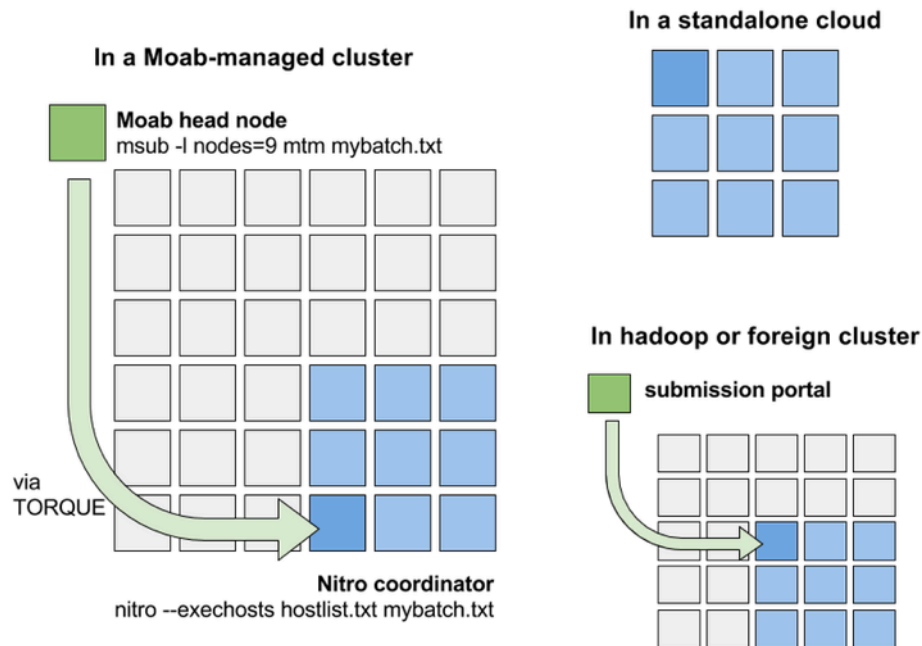 In a Moab-managed cluster
Moab head node
msub -l nodes=9 mtm mybatch.txt
via
TORQUE
Nitro coordinator
nitro --exechosts hostlist.txt mybatch.txt
In a standalone cloud
In hadoop or foreign cluster
submission portal